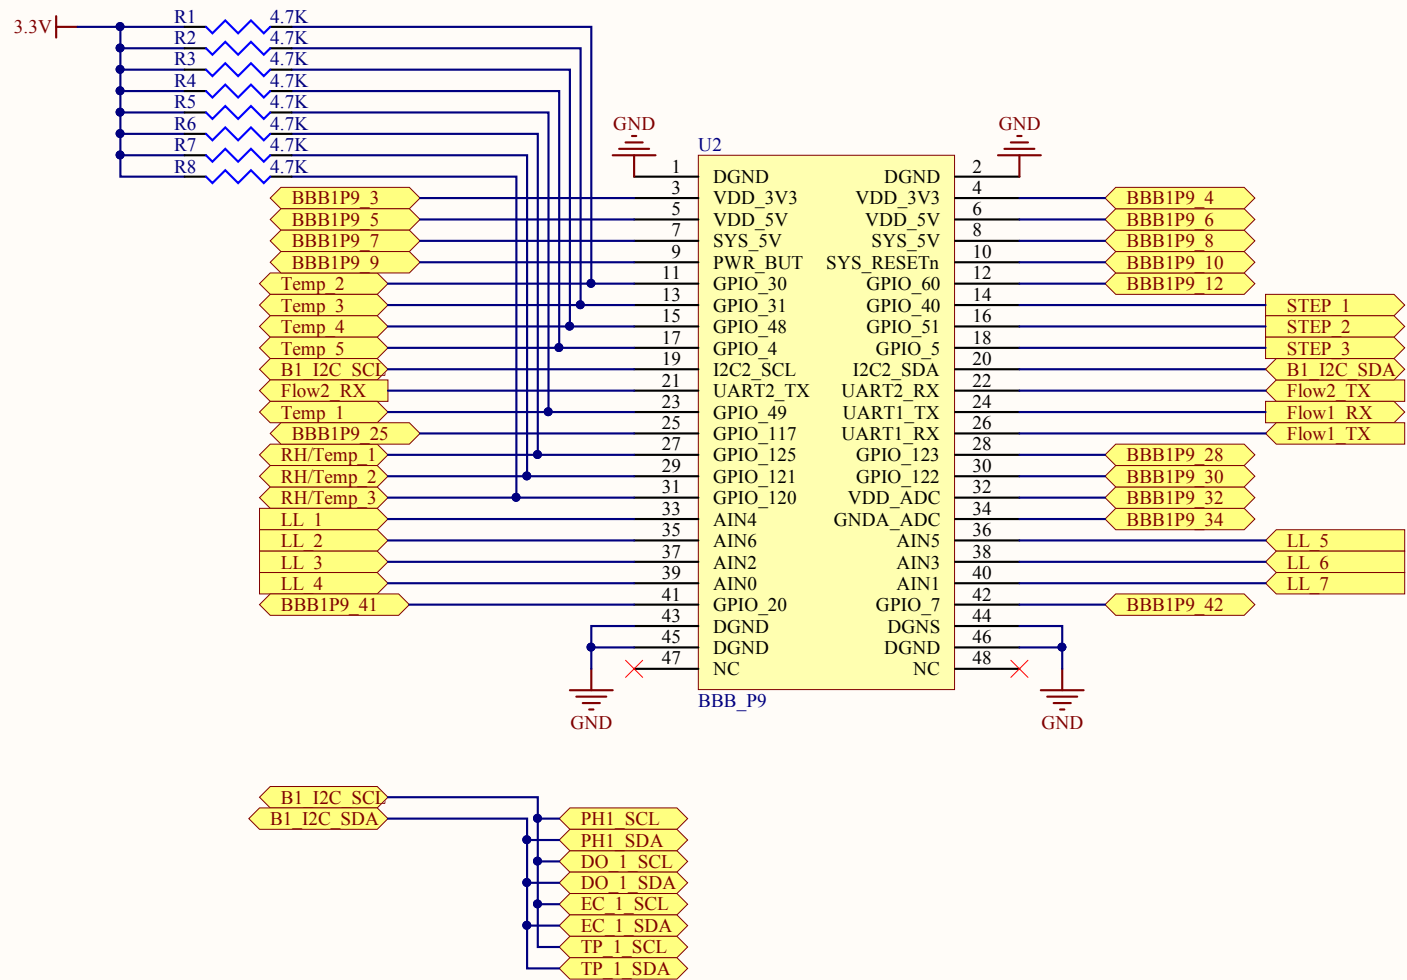 3.3V
R1 4.7K
R2 4.7K
R3 4.7K
R4 4.7K
R5 4.7K
R6 4.7K
R7 4.7K
R8 4.7K
GND GND
U2
1 DGND DGND 2
BBB1P9_3 3 VDD_3V3 VDD_3V3 4 BBB1P9_4
BBB1P9_5 5 VDD_5V VDD_5V 6 BBB1P9_6
BBB1P9_7 7 SYS_5V SYS_5V 8 BBB1P9_8
BBB1P9_9 9 PWR_BUT SYS_RESETn 10 BBB1P9_10
Temp_2 11 GPIO_30 GPIO_60 12 BBB1P9_12
Temp_3 13 GPIO_31 GPIO_40 14 STEP_1
Temp_4 15 GPIO_48 GPIO_51 16 STEP_2
Temp_5 17 GPIO_4 GPIO_5 18 STEP_3
B1_I2C_SCL 19 I2C2_SCL I2C2_SDA 20 B1_I2C_SDA
Flow2_RX 21 UART2_TX UART2_RX 22 Flow2_TX
Temp_1 23 GPIO_49 UART1_TX 24 Flow1_RX
BBB1P9_25 25 GPIO_117 UART1_RX 26 Flow1_TX
RH/Temp_1 27 GPIO_125 GPIO_123 28 BBB1P9_28
RH/Temp_2 29 GPIO_121 GPIO_122 30 BBB1P9_30
RH/Temp_3 31 GPIO_120 VDD_ADC 32 BBB1P9_32
LL_1 33 AIN4 GNDA_ADC 34 BBB1P9_34
LL_2 35 AIN6 AIN5 36 LL_5
LL_3 37 AIN2 AIN3 38 LL_6
LL_4 39 AIN0 AIN1 40 LL_7
BBB1P9_41 41 GPIO_20 GPIO_7 42 BBB1P9_42
43 DGND DGNS 44
45 DGND DGND 46
47 NC NC 48
BBB_P9
GND GND
B1_I2C_SCL
B1_I2C_SDA
PH1_SCL
PH1_SDA
DO_1_SCL
DO_1_SDA
EC_1_SCL
EC_1_SDA
TP_1_SCL
TP_1_SDA